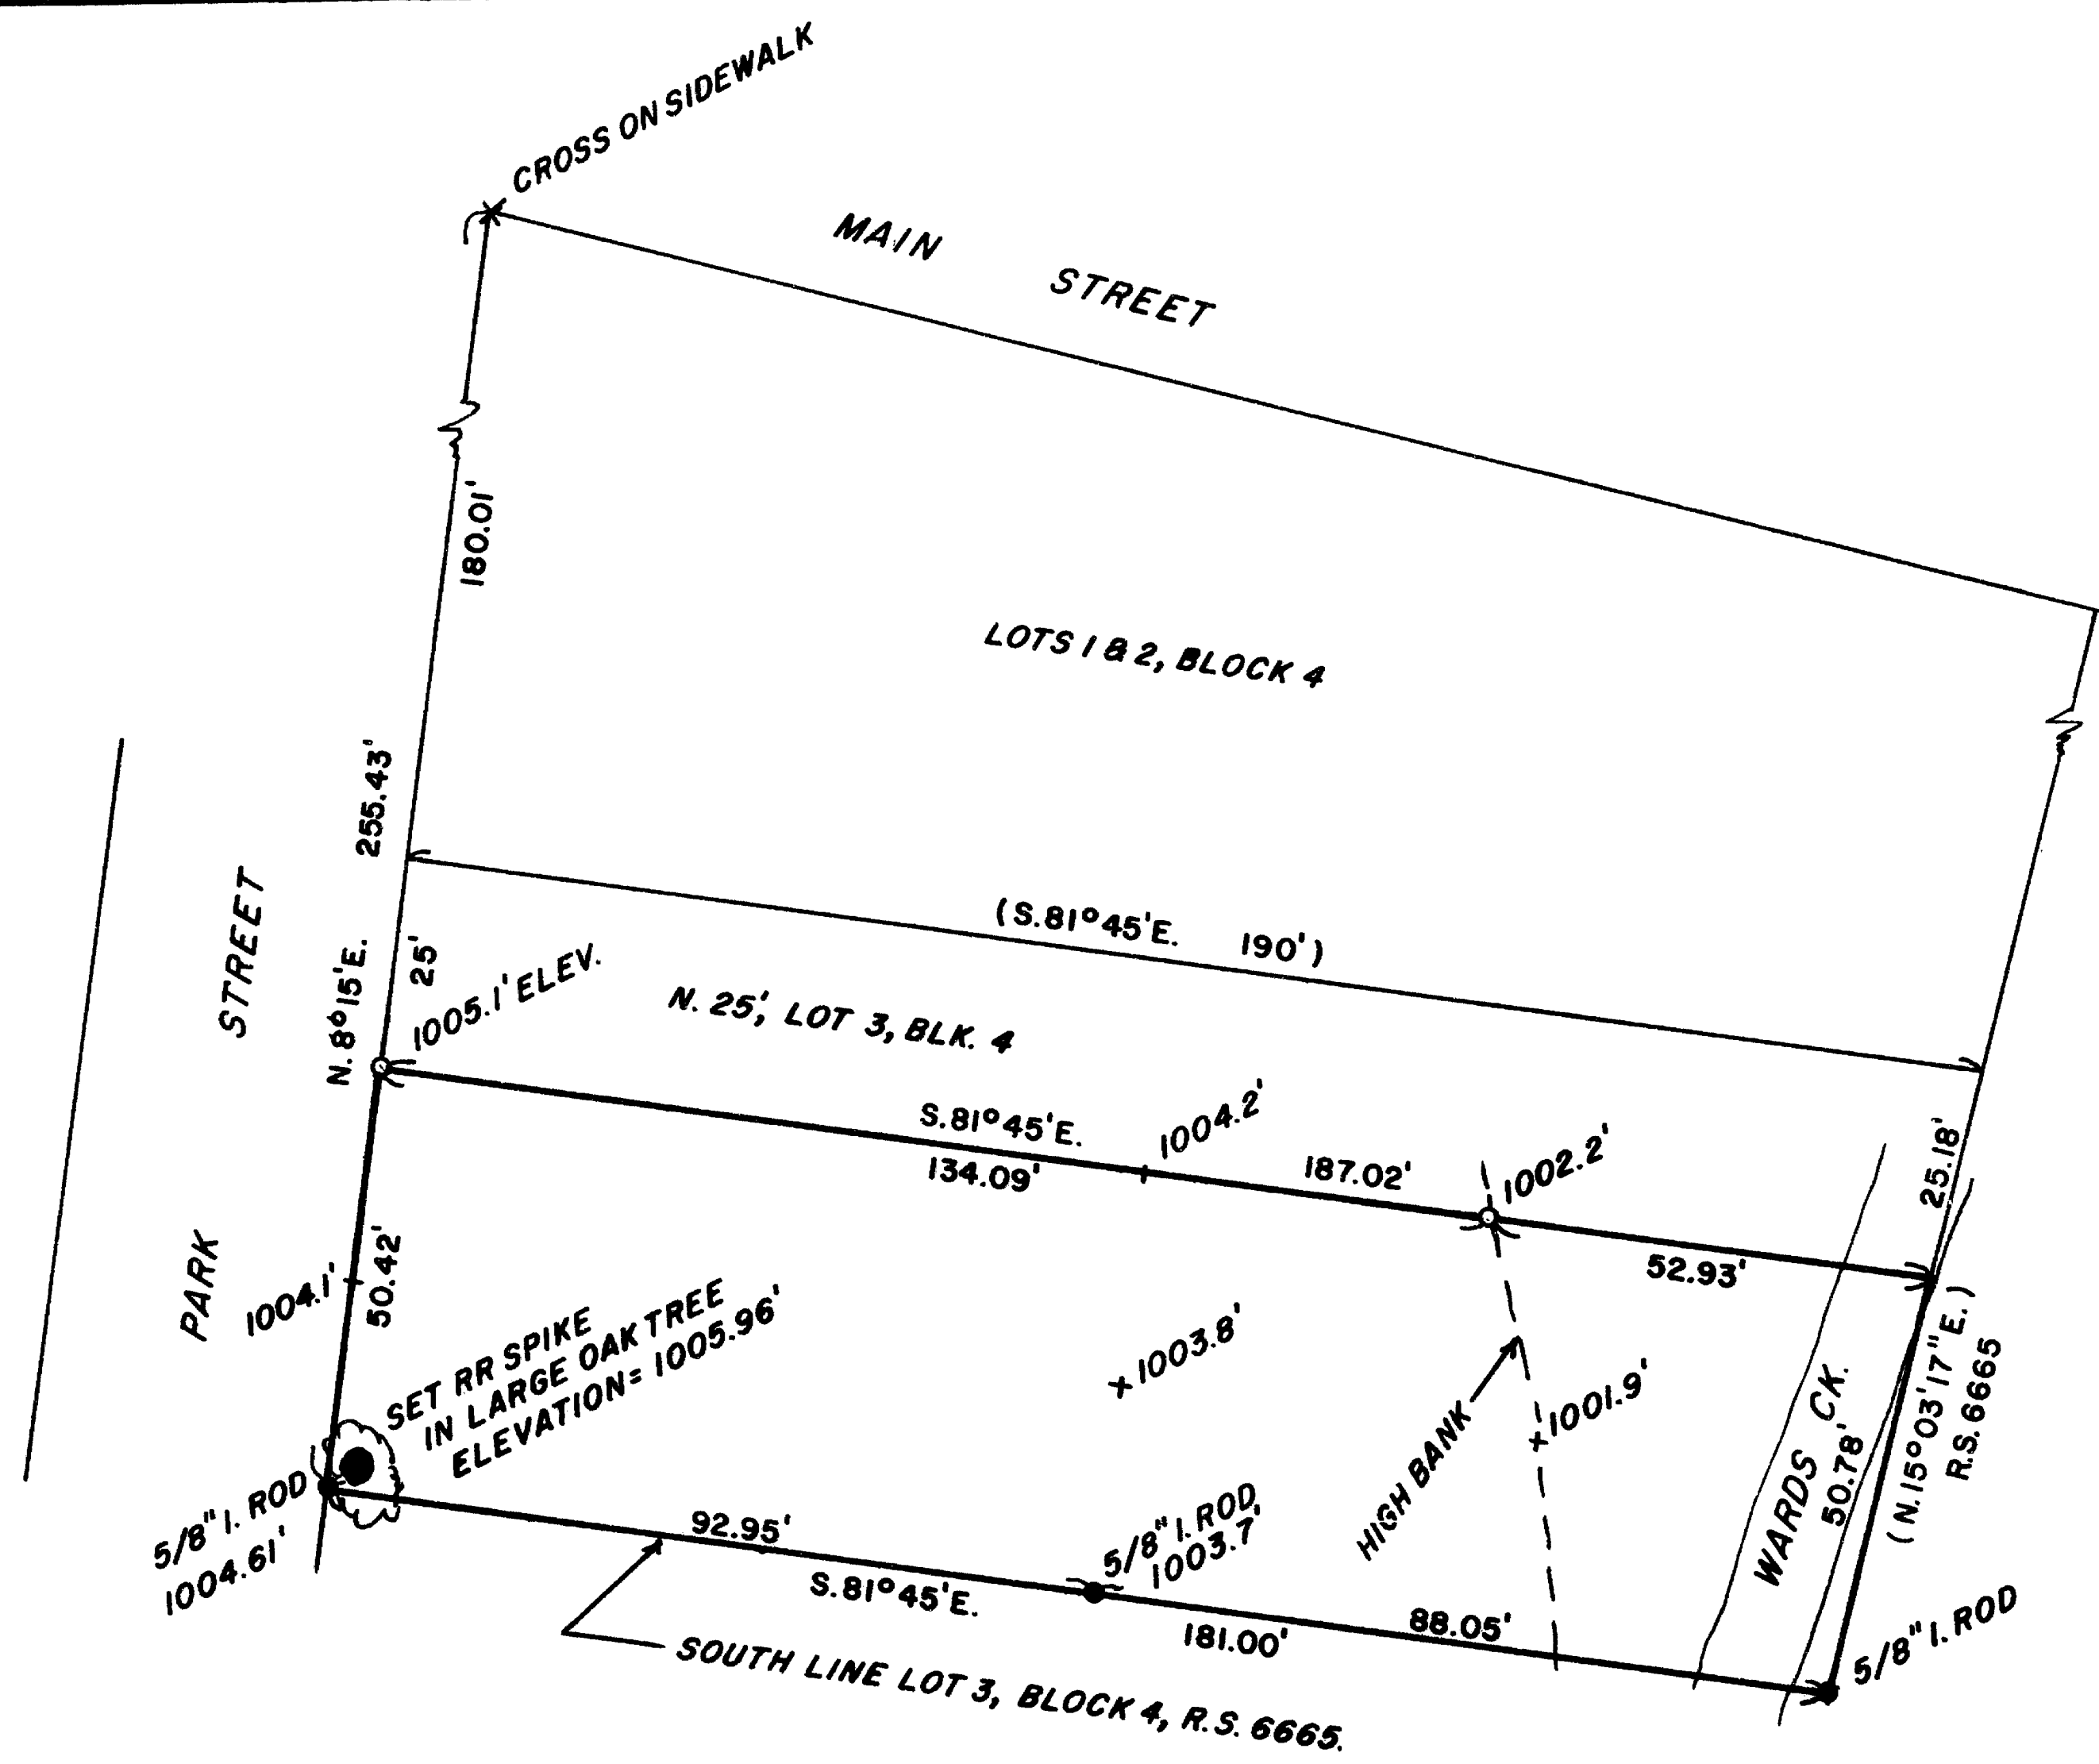 CROSS ON SIDEWALK
MAIN STREET
180.01'
LOTS 1 & 2, BLOCK 4
255.43'
(S.81°45'E. 190')
25'
N.8°15'E.
1005.1' ELEV.
N. 25', LOT 3, BLK. 4
PARK STREET
S.81°45'E.
134.09'
1004.2'
187.02'
1002.2'
25.18'
52.93'
1004.1'
50.42'
SET RR SPIKE
IN LARGE OAK TREE
ELEVATION= 1005.96'
+1003.8'
+1001.9'
HIGH BANK
WARDS CK.
50.78'
(N.15°03'17"E.)
R.S. 6665
5/8" I. ROD
1004.61'
92.95'
S.81°45'E.
5/8" I. ROD,
1003.7'
181.00'
88.05'
5/8" I. ROD
SOUTH LINE LOT 3, BLOCK 4, R.S. 6665.